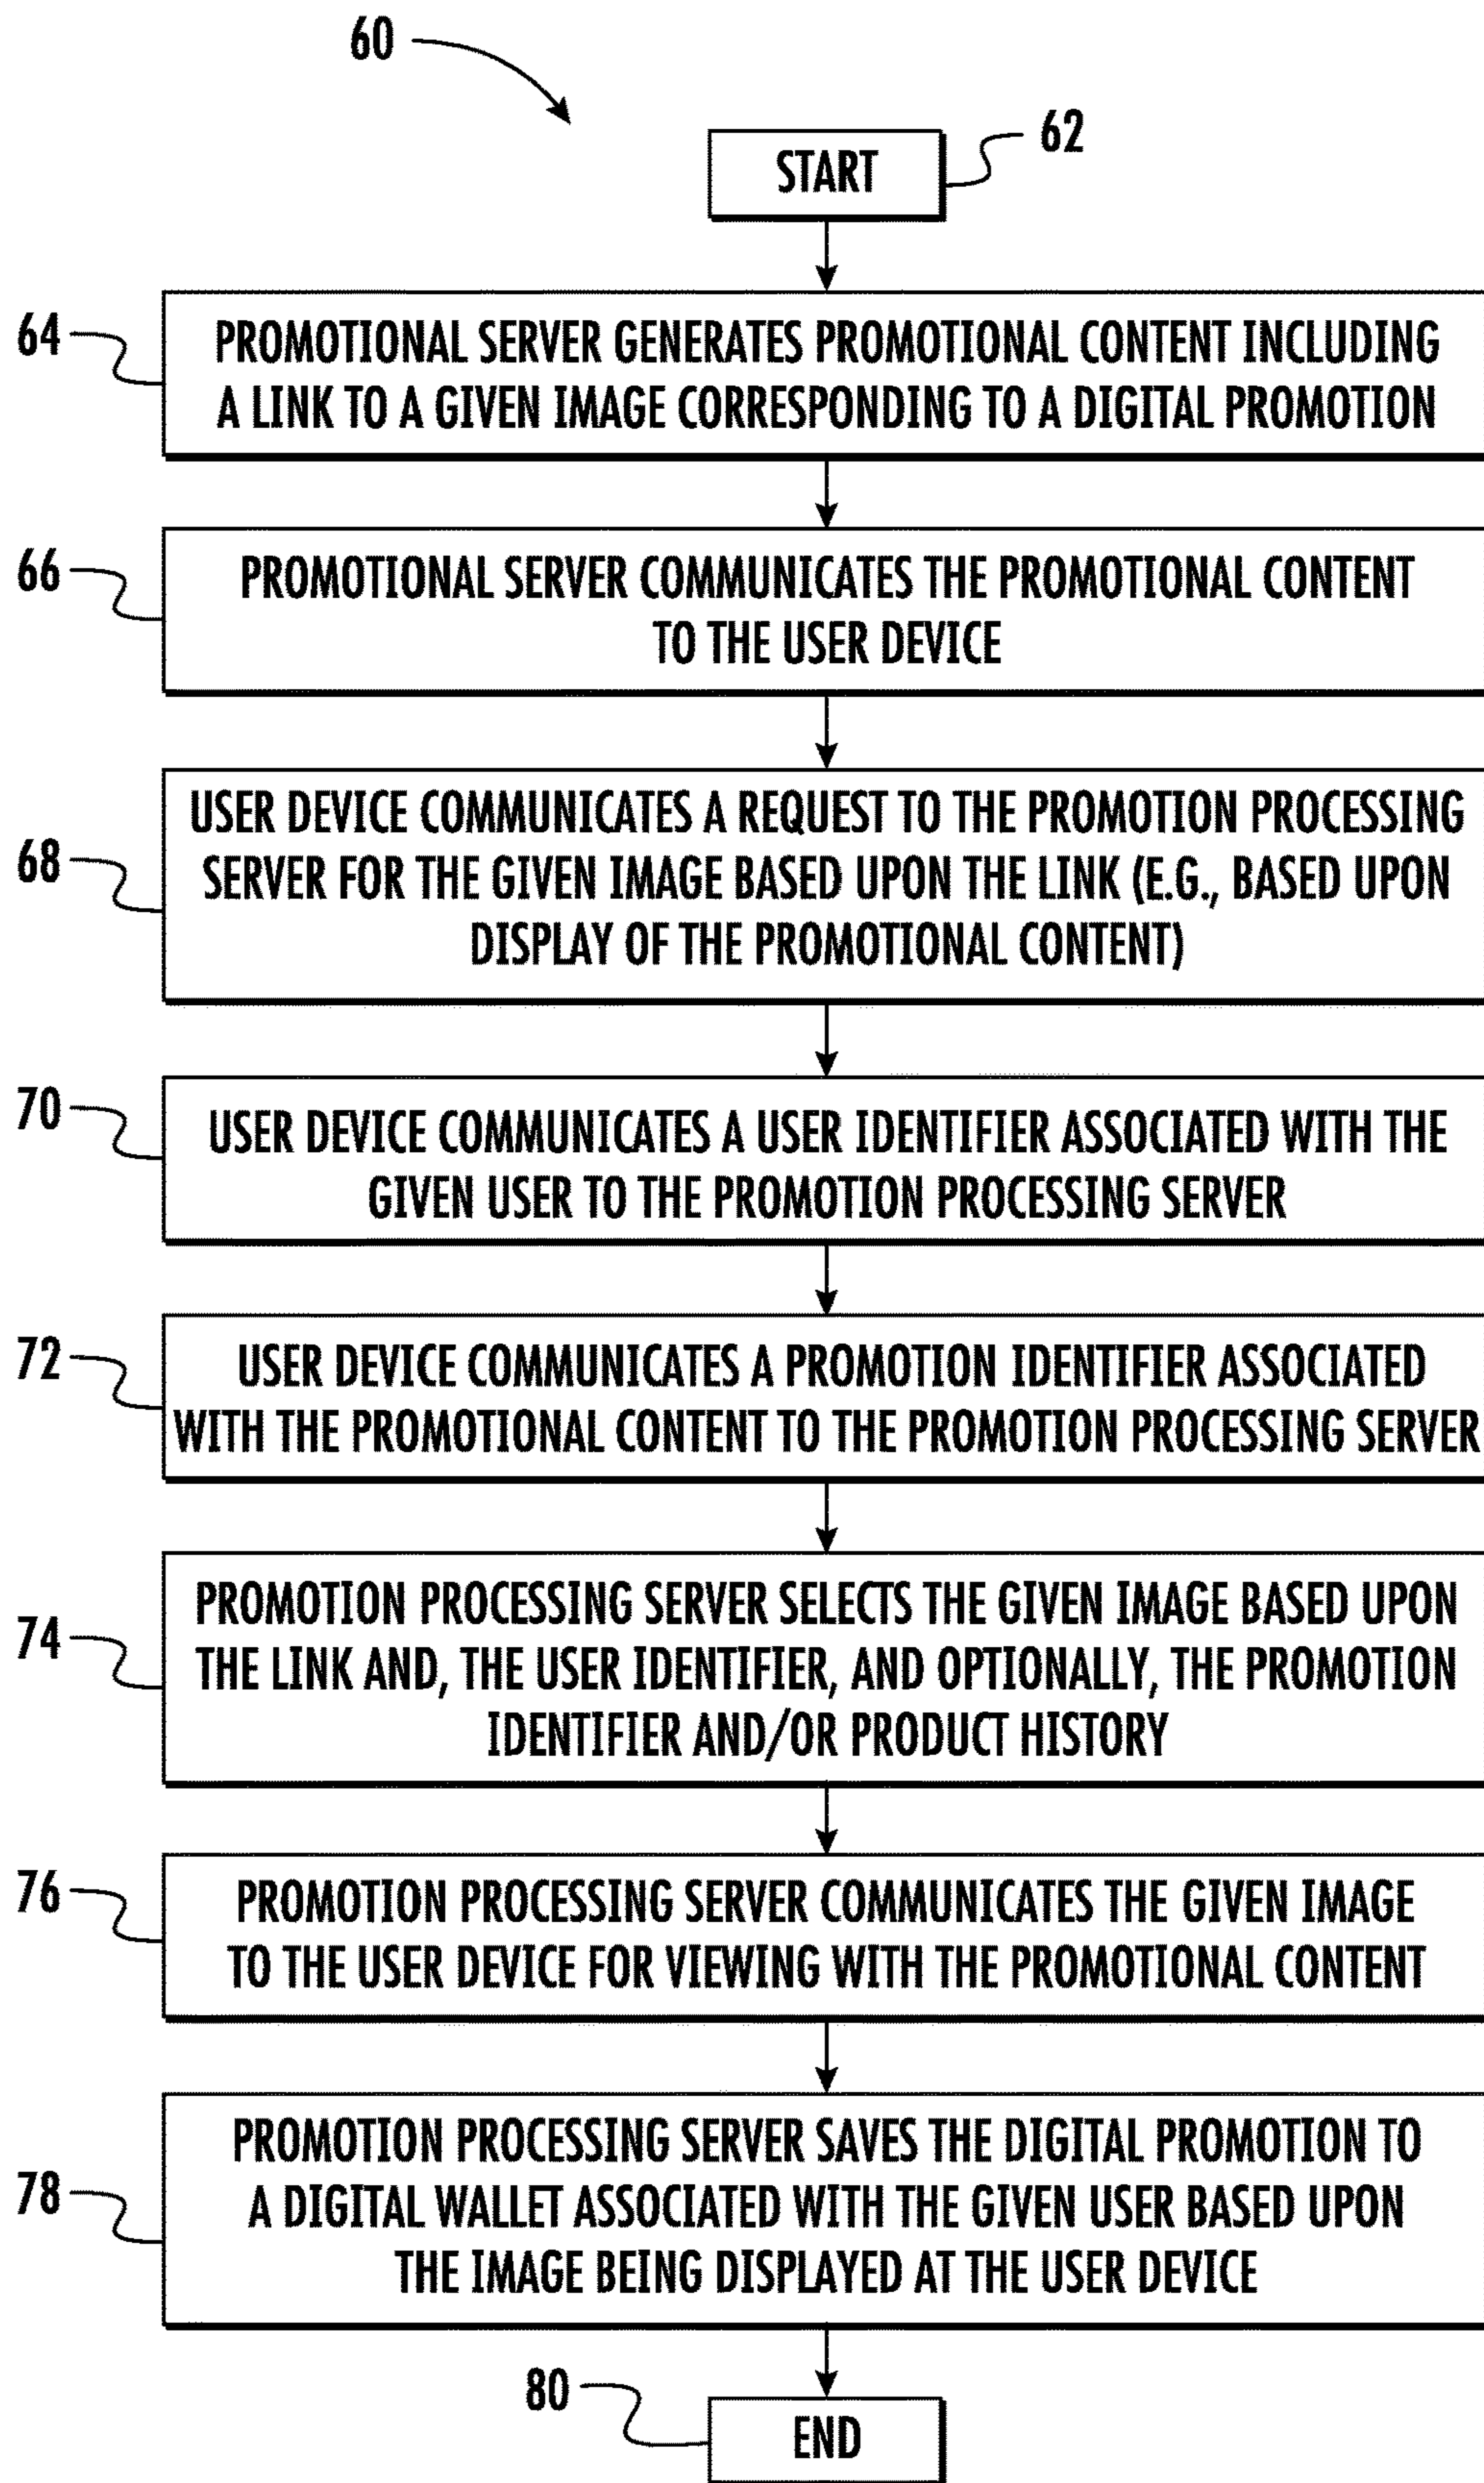 60
START
62
64
PROMOTIONAL SERVER GENERATES PROMOTIONAL CONTENT INCLUDING
A LINK TO A GIVEN IMAGE CORRESPONDING TO A DIGITAL PROMOTION
66
PROMOTIONAL SERVER COMMUNICATES THE PROMOTIONAL CONTENT
TO THE USER DEVICE
68
USER DEVICE COMMUNICATES A REQUEST TO THE PROMOTION PROCESSING
SERVER FOR THE GIVEN IMAGE BASED UPON THE LINK (E.G., BASED UPON
DISPLAY OF THE PROMOTIONAL CONTENT)
70
USER DEVICE COMMUNICATES A USER IDENTIFIER ASSOCIATED WITH THE
GIVEN USER TO THE PROMOTION PROCESSING SERVER
72
USER DEVICE COMMUNICATES A PROMOTION IDENTIFIER ASSOCIATED
WITH THE PROMOTIONAL CONTENT TO THE PROMOTION PROCESSING SERVER
74
PROMOTION PROCESSING SERVER SELECTS THE GIVEN IMAGE BASED UPON
THE LINK AND, THE USER IDENTIFIER, AND OPTIONALLY, THE PROMOTION
IDENTIFIER AND/OR PRODUCT HISTORY
76
PROMOTION PROCESSING SERVER COMMUNICATES THE GIVEN IMAGE
TO THE USER DEVICE FOR VIEWING WITH THE PROMOTIONAL CONTENT
78
PROMOTION PROCESSING SERVER SAVES THE DIGITAL PROMOTION TO
A DIGITAL WALLET ASSOCIATED WITH THE GIVEN USER BASED UPON
THE IMAGE BEING DISPLAYED AT THE USER DEVICE
80
END